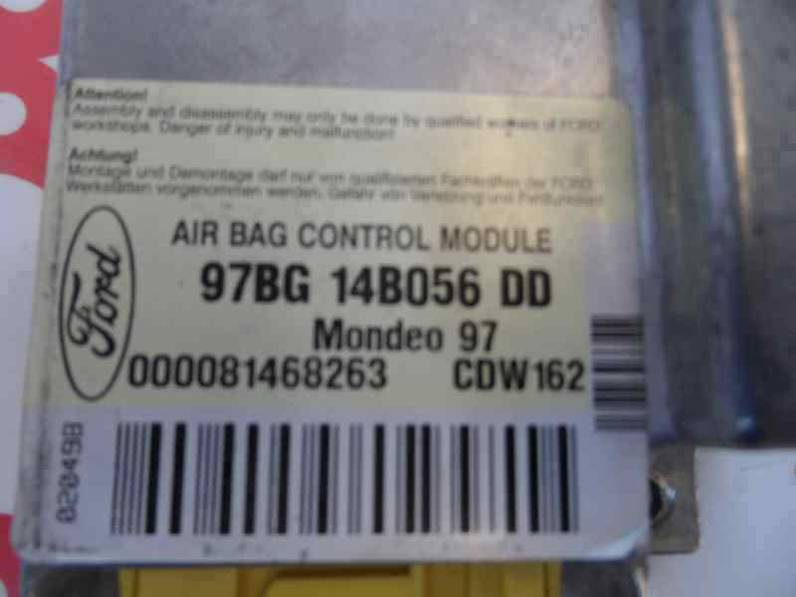 Attention!
Assembly and disassembly may only be done by qualified workers of FORD
workshops. Danger of injury and malfunction!
Achtung!
Montage und Demontage darf nur von qualifizierten Fachkräften der FORD
Werkstätten vorgenommen werden. Gefahr von Verletzung und Fehlfunktion!
AIR BAG CONTROL MODULE
Ford
97BG 14B056 DD
Mondeo 97
000081468263 CDW162
020498